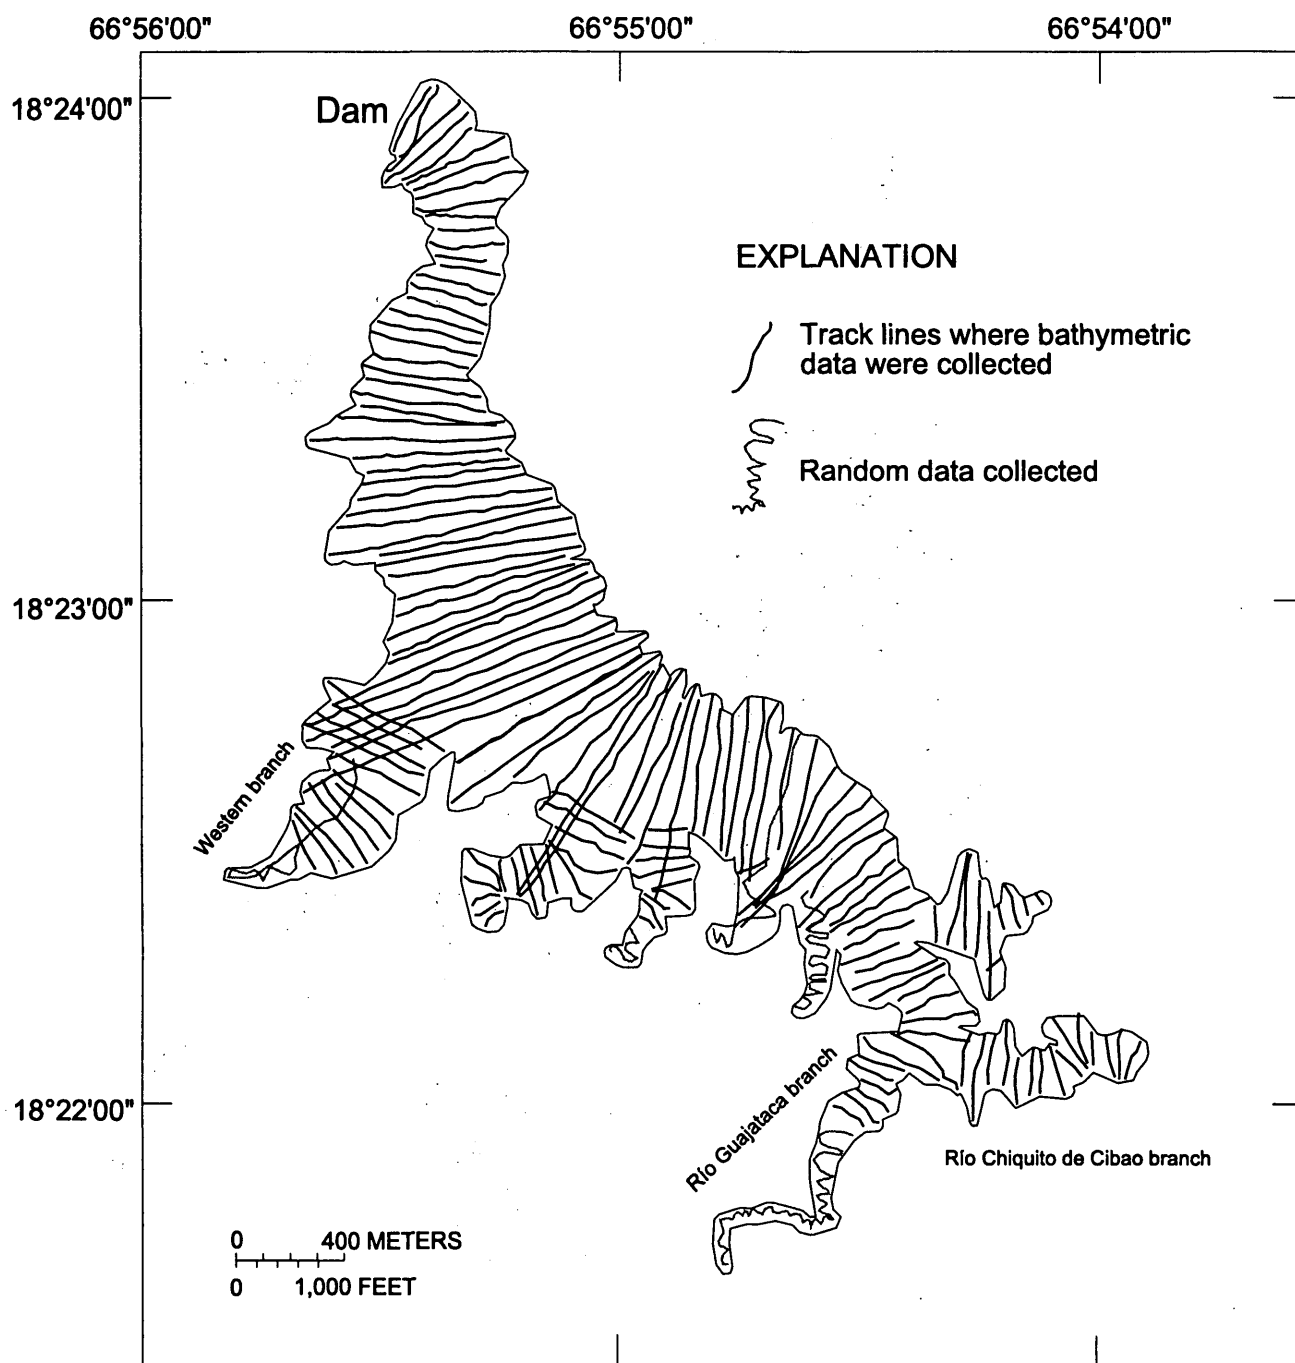 66°56'00"
66°55'00"
66°54'00"
18°24'00"
Dam
EXPLANATION
Track lines where bathymetric
data were collected
Random data collected
18°23'00"
Western branch
18°22'00"
Río Guajataca branch
Río Chiquito de Cibao branch
0 400 METERS
0 1,000 FEET